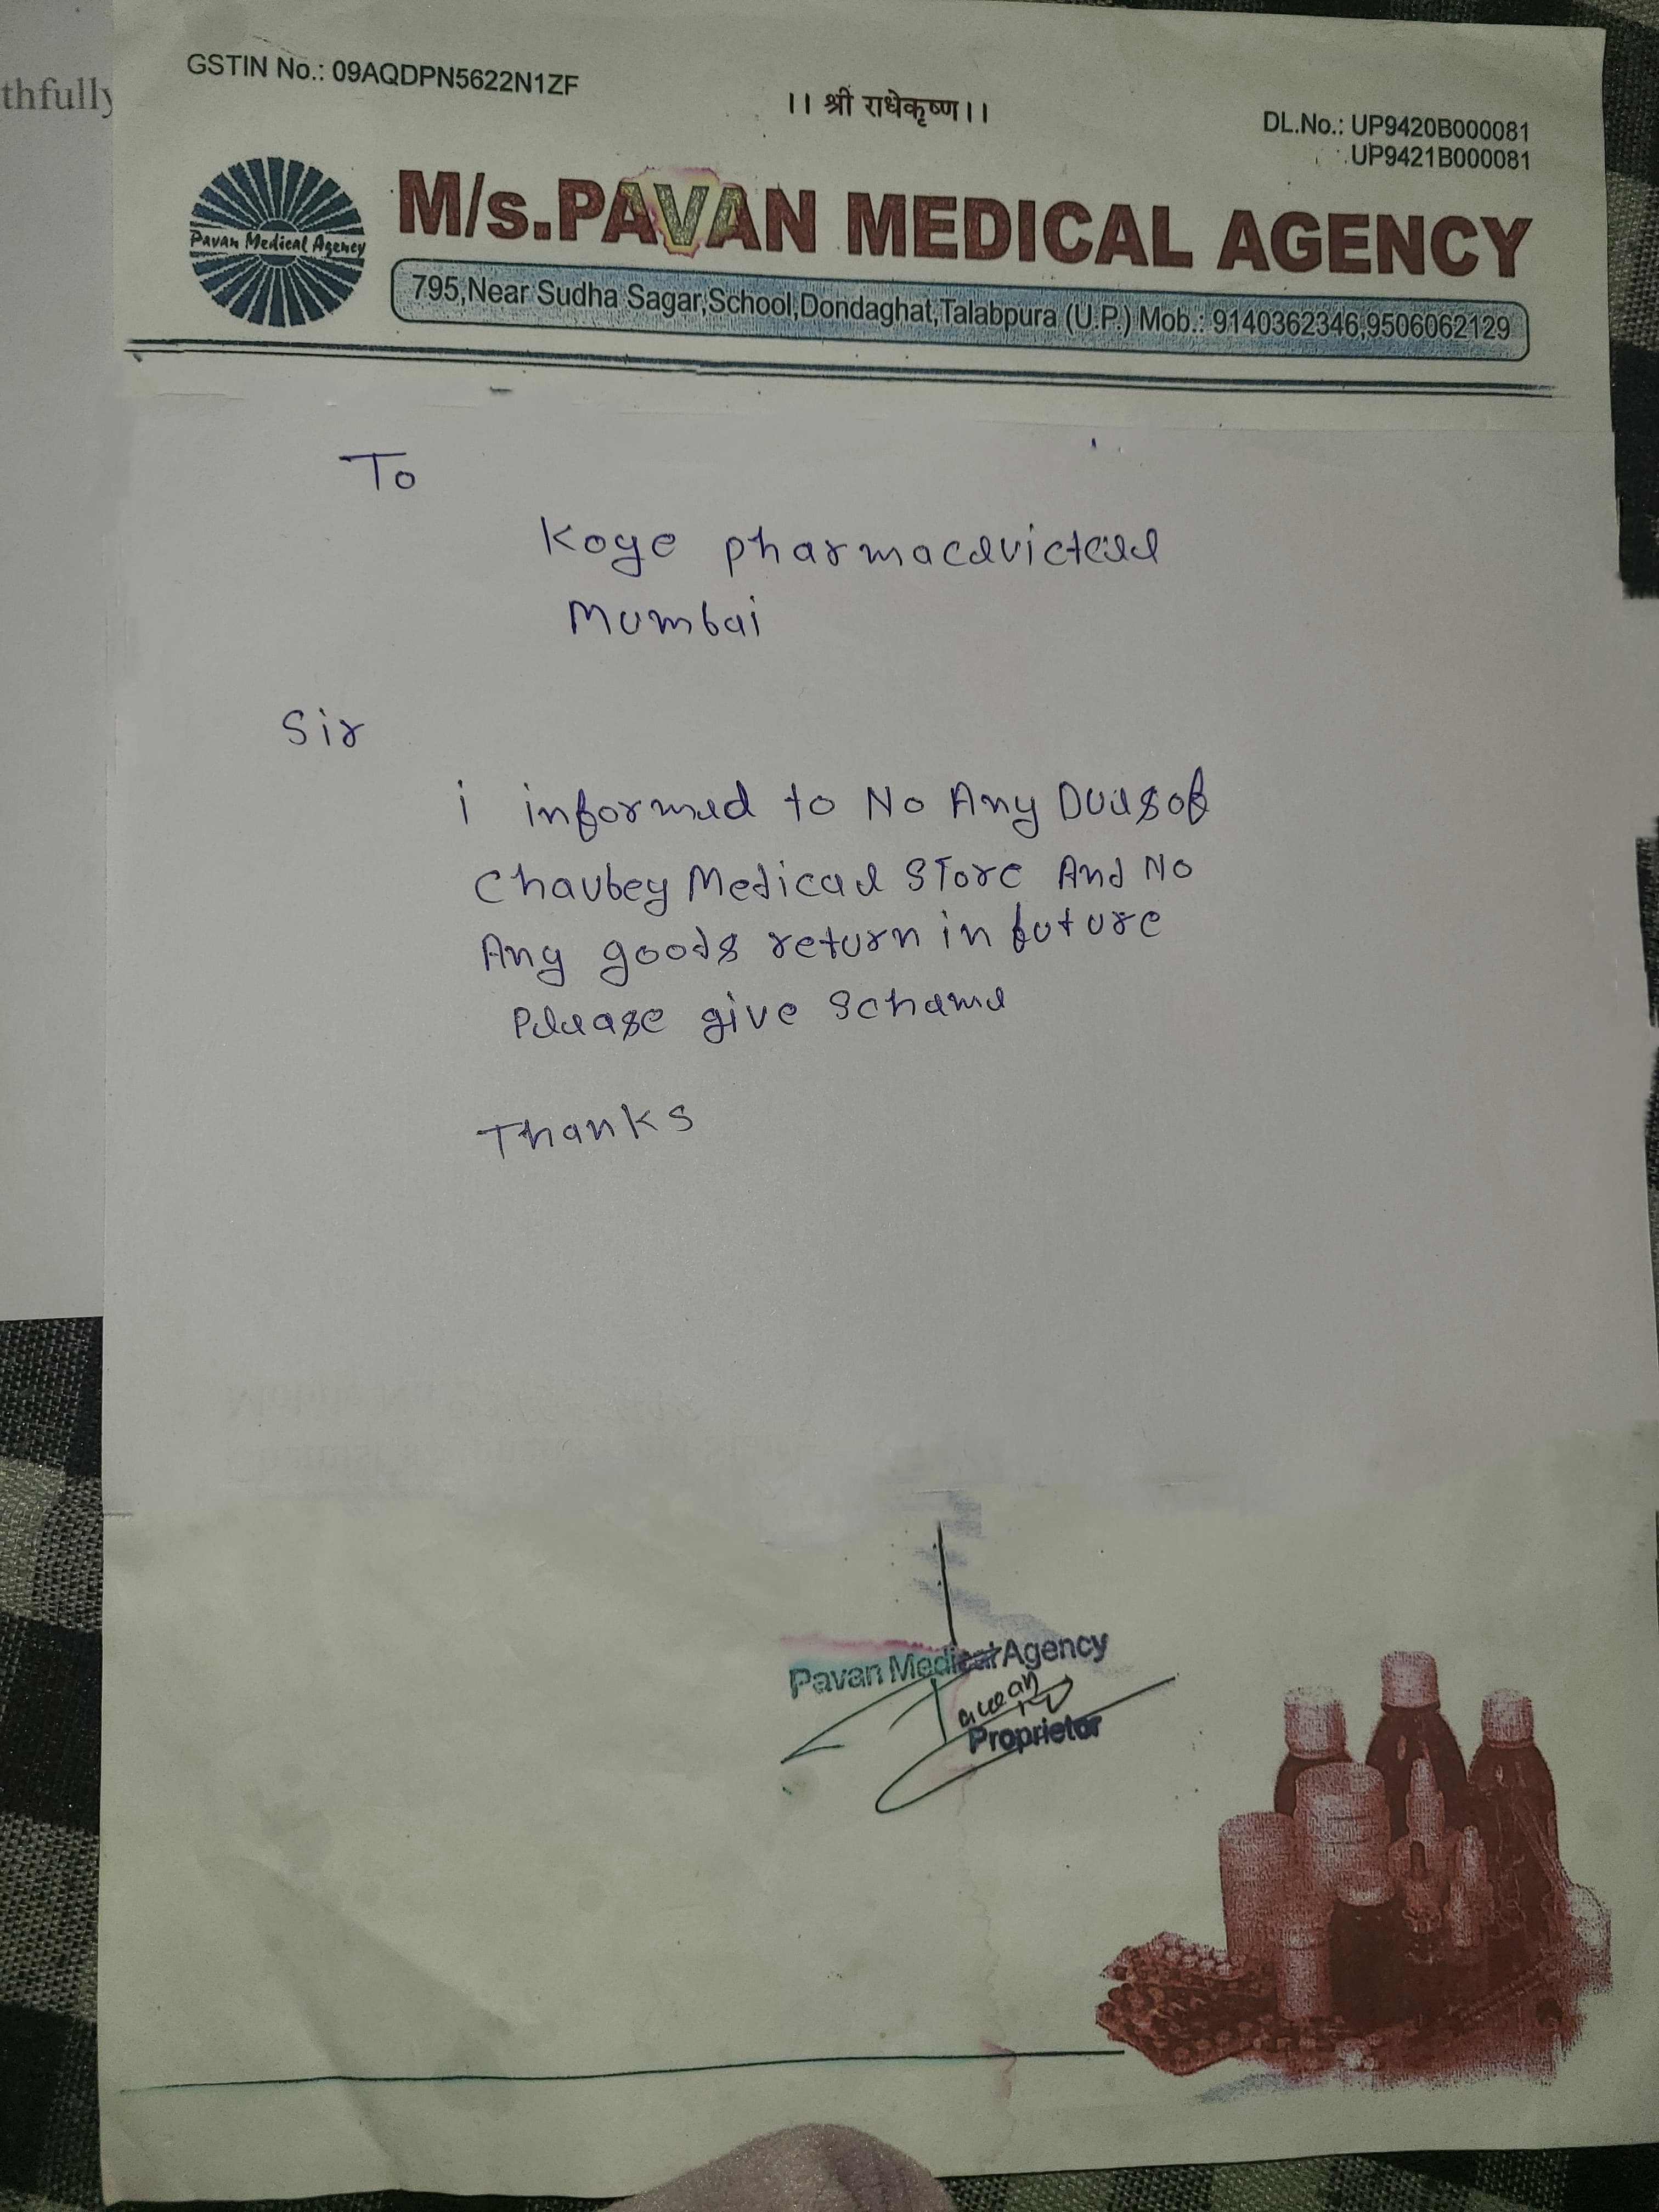 thfully
GSTIN No.: 09AQDPN5622N1ZF
।। श्री राधेकृष्ण।।
DL.No.: UP9420B000081
UP9421B000081
Pavan Medical Agency
M/s.PAVAN MEDICAL AGENCY
795,Near Sudha Sagar,School,Dondaghat,Talabpura (U.P.) Mob.: 9140362346,9506062129
To
Koye
Mumbai
Sir
i informed to No Any Dues of
Chaubey Medical Store And No
Any goods return in future
Please give Scheme
Thanks
Pavan Medical Agency
Proprietor